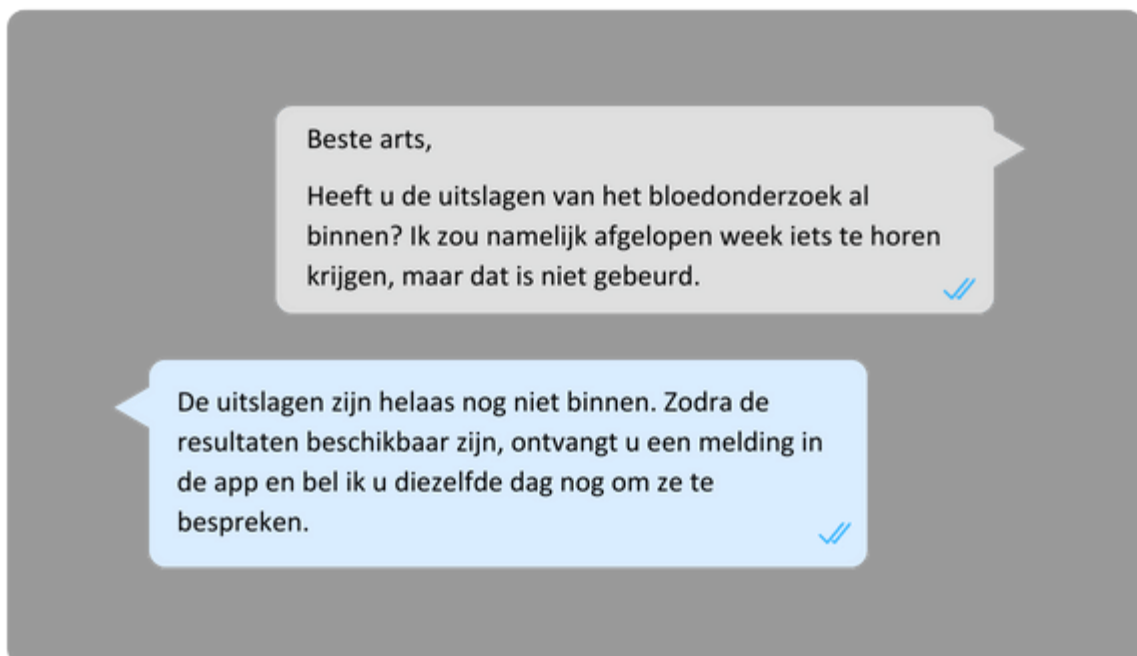 Beste arts,
Heeft u de uitslagen van het bloedonderzoek al
binnen? Ik zou namelijk afgelopen week iets te horen
krijgen, maar dat is niet gebeurd.
De uitslagen zijn helaas nog niet binnen. Zodra de
resultaten beschikbaar zijn, ontvangt u een melding in
de app en bel ik u diezelfde dag nog om ze te
bespreken.